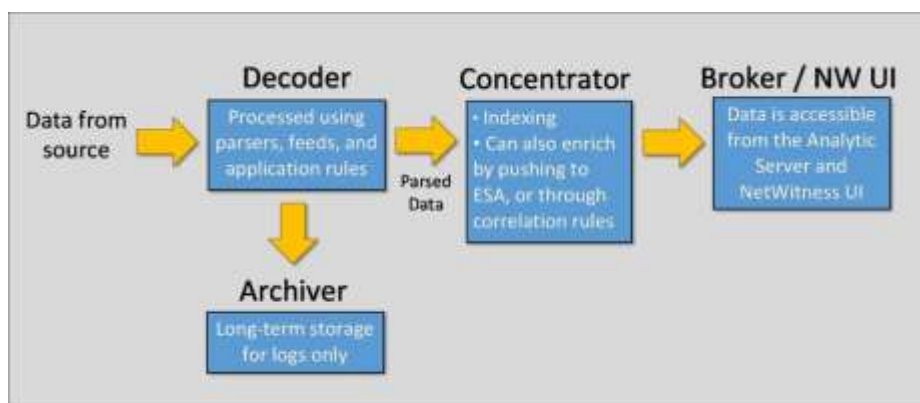 Data from
source
Decoder
Processed using
parsers, feeds, and
application rules
Parsed
Data
Concentrator
• Indexing
• Can also enrich
by pushing to
ESA, or through
correlation rules
Broker / NW UI
Data is accessible
from the Analytic
Server and
NetWitness UI
Archiver
Long-term storage
for logs only